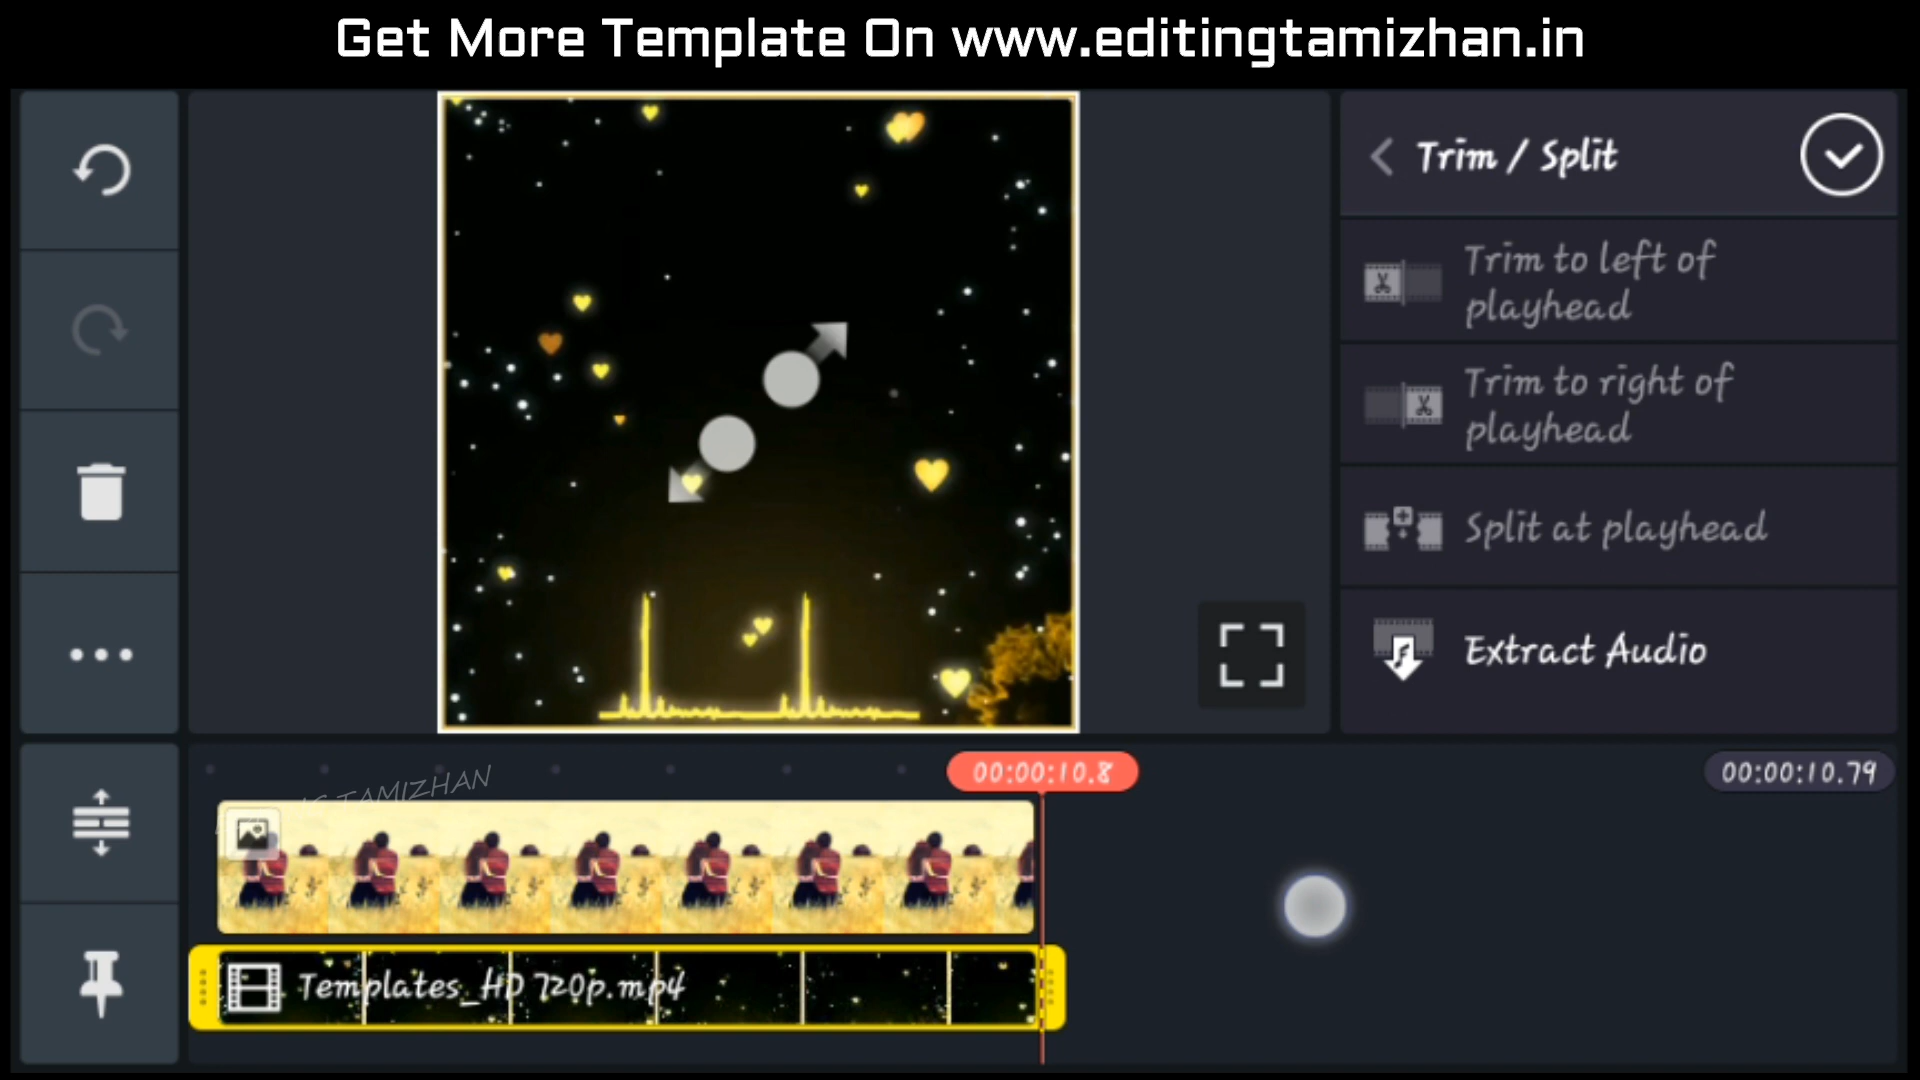 Get More Template On www.editingtamizhan.in
Trim / Split
Trim to left of
playhead
Trim to right of
playhead
Split at playhead
Extract Audio
00:00:10.8
00:00:10.79
TAMIZHAN
Templates_HD 720p.mp4